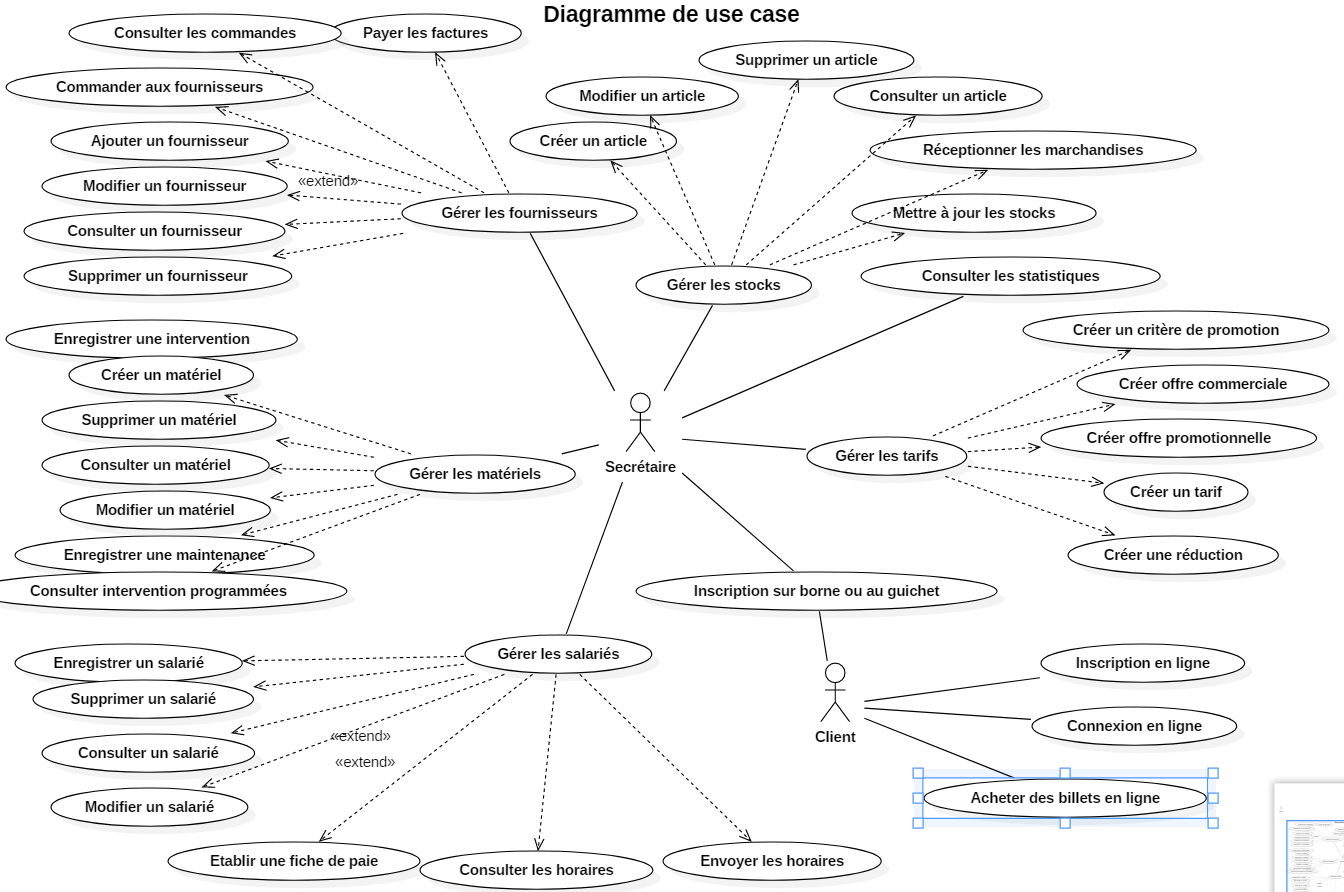 Diagramme de use case
Consulter les commandes
Payer les factures
Supprimer un article
Commander aux fournisseurs
Modifier un article
Consulter un article
Ajouter un fournisseur
Créer un article
Réceptionner les marchandises
«extend»
Modifier un fournisseur
Gérer les fournisseurs
Mettre à jour les stocks
Consulter un fournisseur
Supprimer un fournisseur
Gérer les stocks
Consulter les statistiques
Enregistrer une intervention
Créer un critère de promotion
Créer un matériel
Créer offre commerciale
Supprimer un matériel
Créer offre promotionnelle
Gérer les tarifs
Consulter un matériel
Gérer les matériels
Secrétaire
Créer un tarif
Modifier un matériel
Enregistrer une maintenance
Créer une réduction
Consulter intervention programmées
Inscription sur borne ou au guichet
Gérer les salariés
Enregistrer un salarié
Inscription en ligne
Supprimer un salarié
Connexion en ligne
Client
«extend»
Consulter un salarié
«extend»
Modifier un salarié
Acheter des billets en ligne
Etablir une fiche de paie
Consulter les horaires
Envoyer les horaires